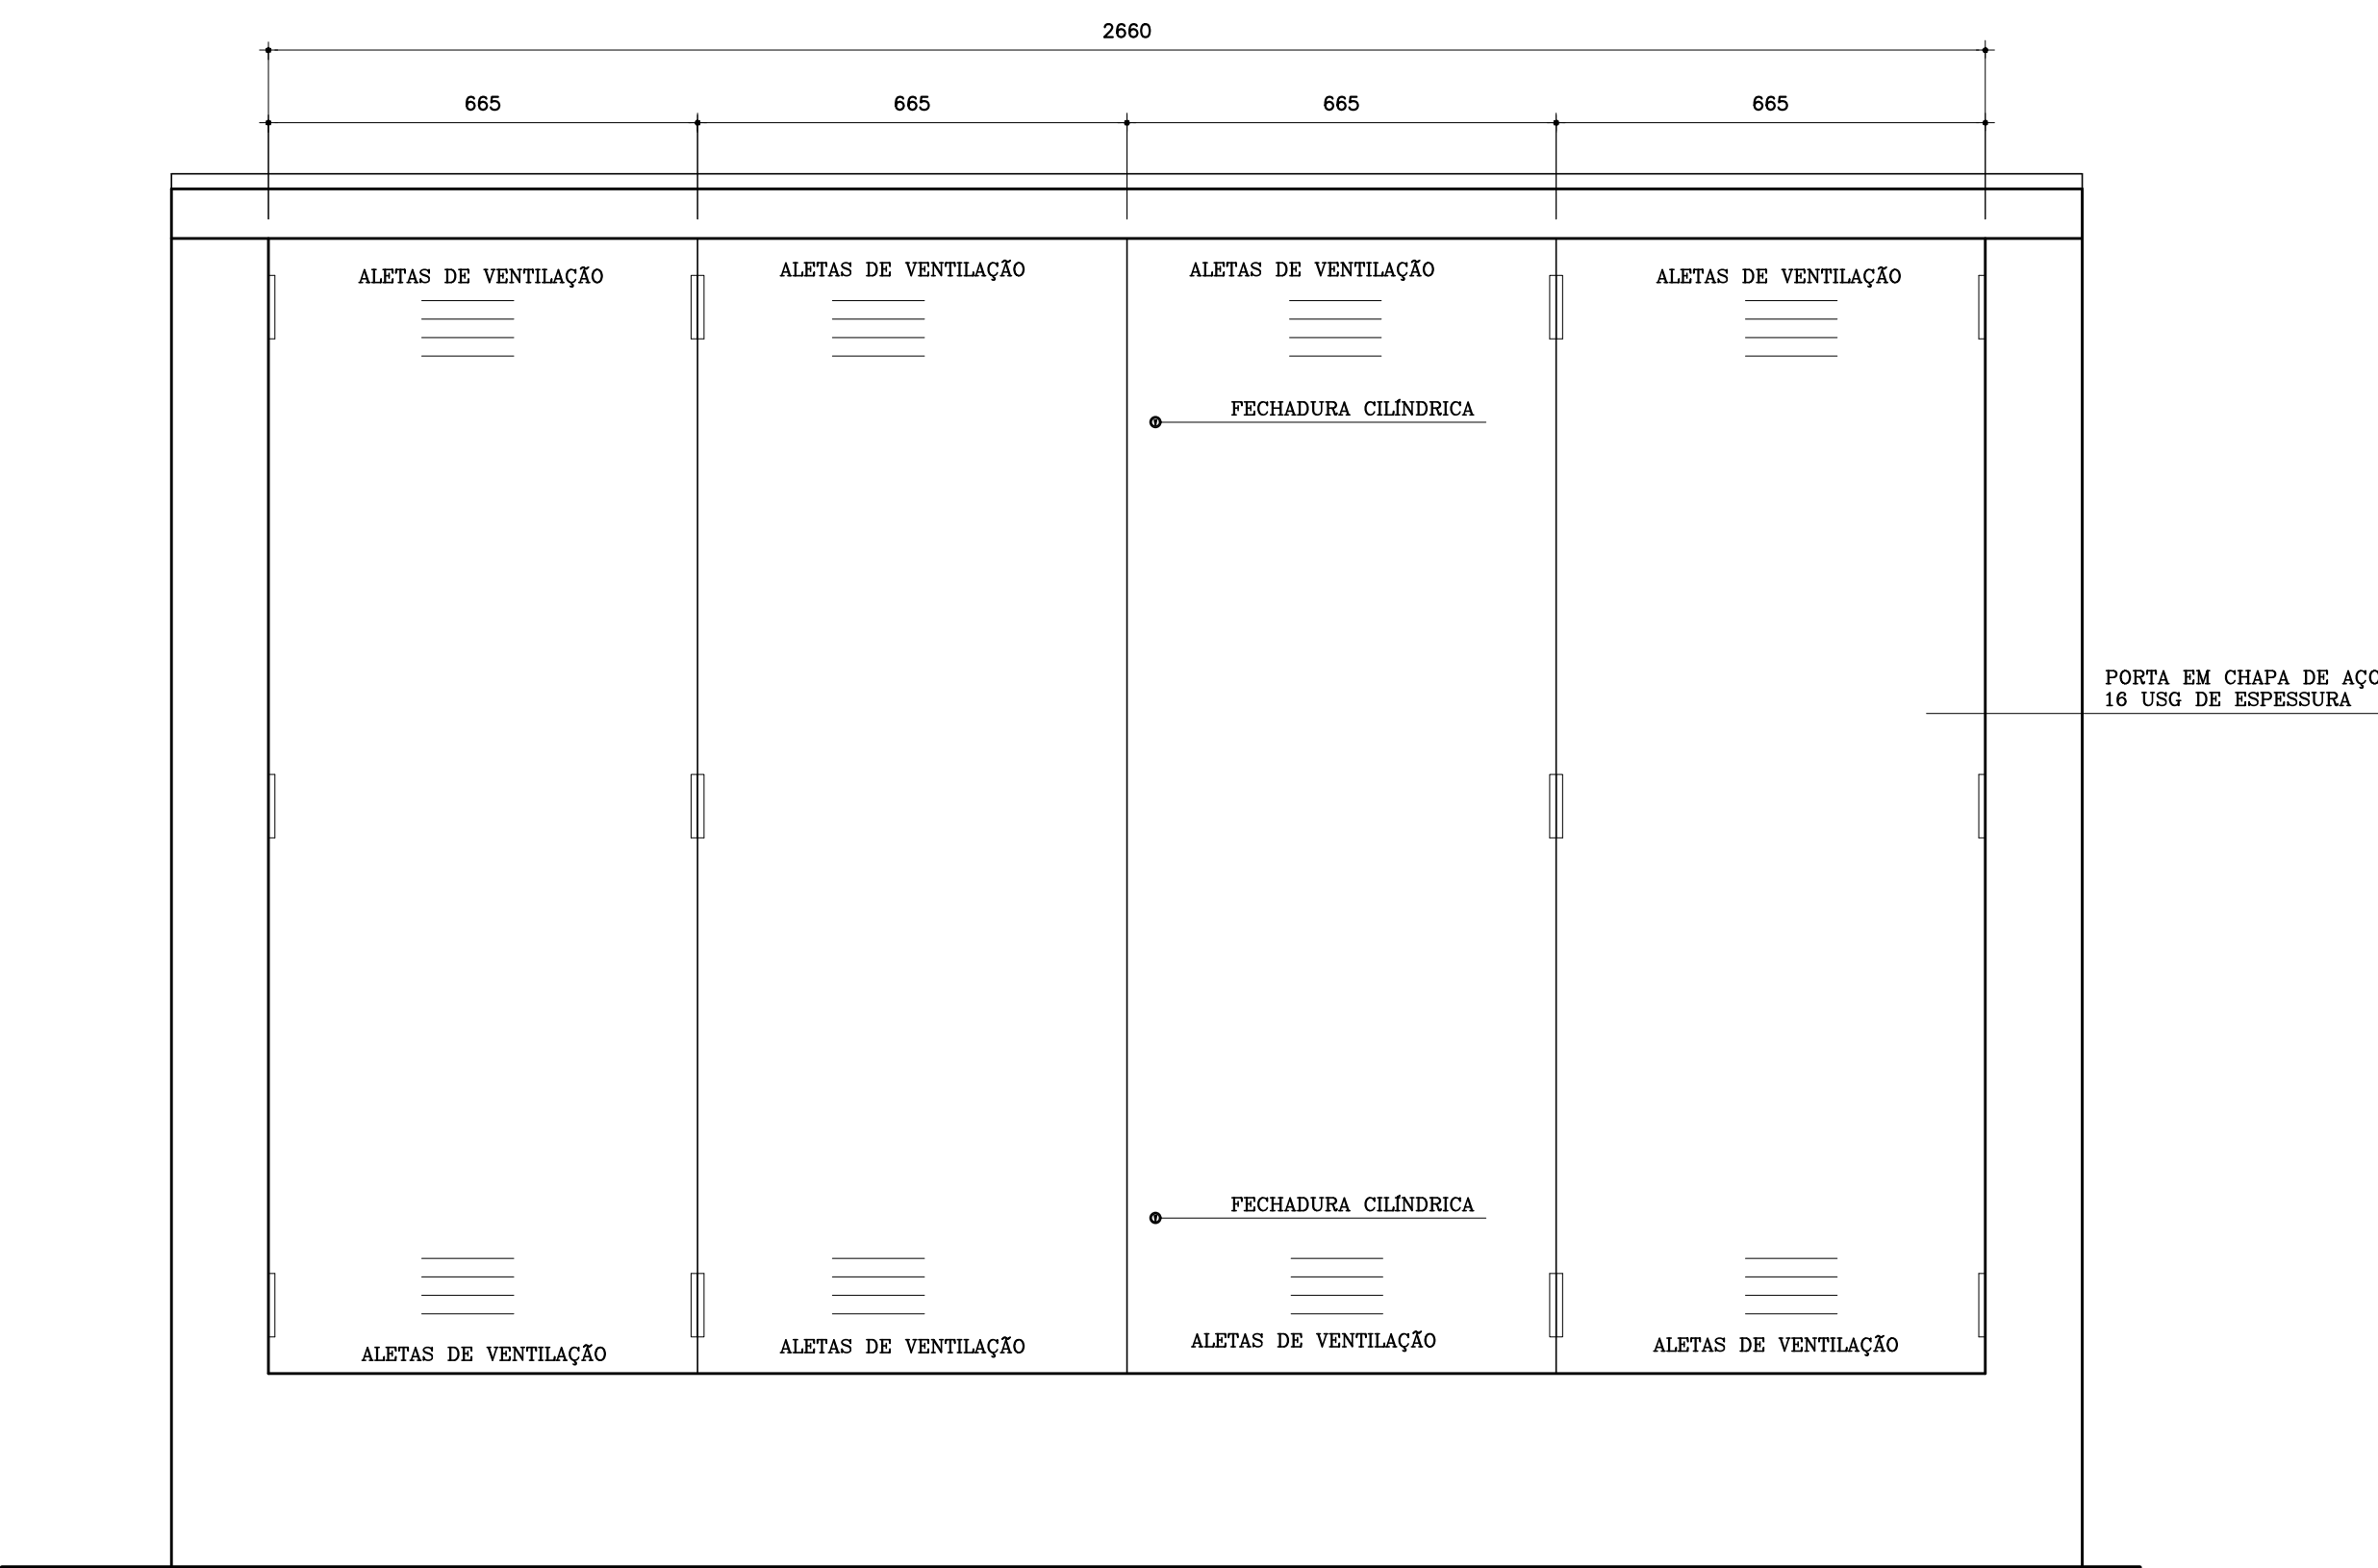 2660
665 665 665 665
ALETAS DE VENTILAÇÃO ALETAS DE VENTILAÇÃO ALETAS DE VENTILAÇÃO ALETAS DE VENTILAÇÃO
FECHADURA CILÍNDRICA
PORTA EM CHAPA DE AÇO
16 USG DE ESPESSURA
FECHADURA CILÍNDRICA
ALETAS DE VENTILAÇÃO ALETAS DE VENTILAÇÃO ALETAS DE VENTILAÇÃO ALETAS DE VENTILAÇÃO